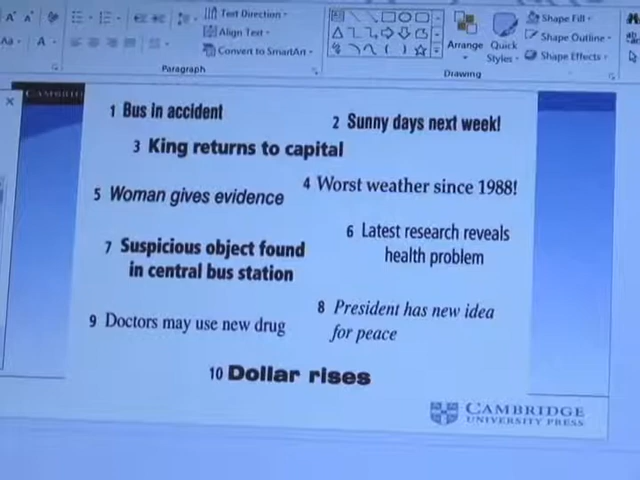 Text Direction
Align Text
Convert to SmartArt
Paragraph
Arrange
Quick
Styles
Shape Fill
Shape Outline
Shape Effects
Drawing
CAMBRID
1 Bus in accident
2 Sunny days next week!
3 King returns to capital
4 Worst weather since 1988!
5 Woman gives evidence
6 Latest research reveals
health problem
7 Suspicious object found
in central bus station
8 President has new idea
for peace
9 Doctors may use new drug
10 Dollar rises
CAMBRIDGE
UNIVERSITY PRESS